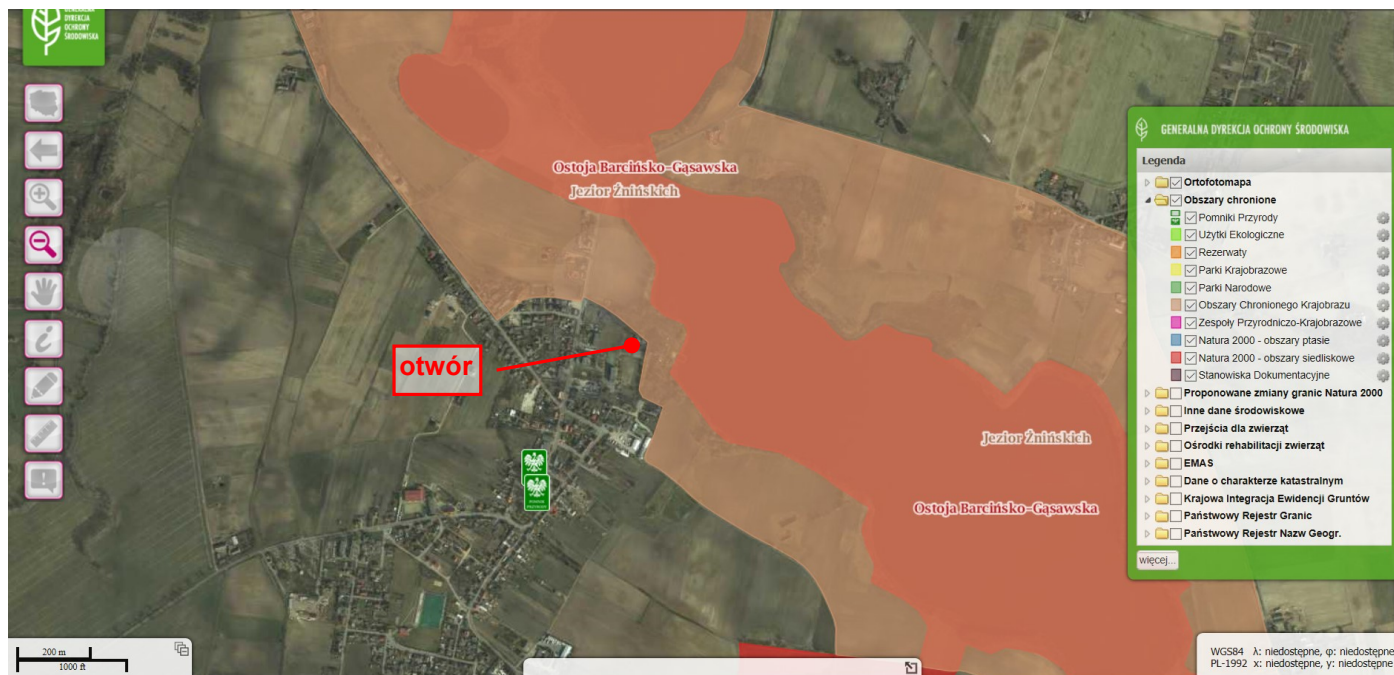 GENERALNA
DYREKCJA
OCHRONY
ŚRODOWISKA
Ostoja Barcińsko-Gąsawska
Jezior Żnińskich
otwór
Jezior Żnińskich
Ostoja Barcińsko-Gąsawska
GENERALNA DYREKCJA OCHRONY ŚRODOWISKA
Legenda
Ortofotomapa
Obszary chronione
Pomniki Przyrody
Użytki Ekologiczne
Rezerwaty
Parki Krajobrazowe
Parki Narodowe
Obszary Chronionego Krajobrazu
Zespoły Przyrodniczo-Krajobrazowe
Natura 2000 - obszary ptasie
Natura 2000 - obszary siedliskowe
Stanowiska Dokumentacyjne
Proponowane zmiany granic Natura 2000
Inne dane środowiskowe
Przejścia dla zwierząt
Ośrodki rehabilitacji zwierząt
EMAS
Dane o charakterze katastralnym
Krajowa Integracja Ewidencji Gruntów
Państwowy Rejestr Granic
Państwowy Rejestr Nazw Geogr.
więcej...
200 m
1000 ft
WGS84 λ: niedostępne, φ: niedostępne
PL-1992 x: niedostępne, y: niedostępne